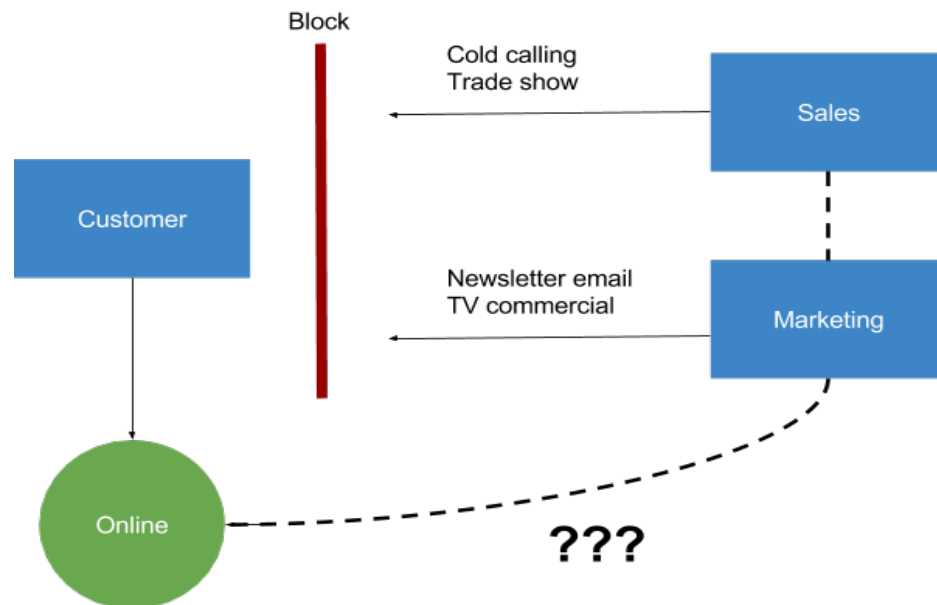 Block
Cold calling
Trade show
Sales
Customer
Newsletter email
TV commercial
Marketing
Online
???